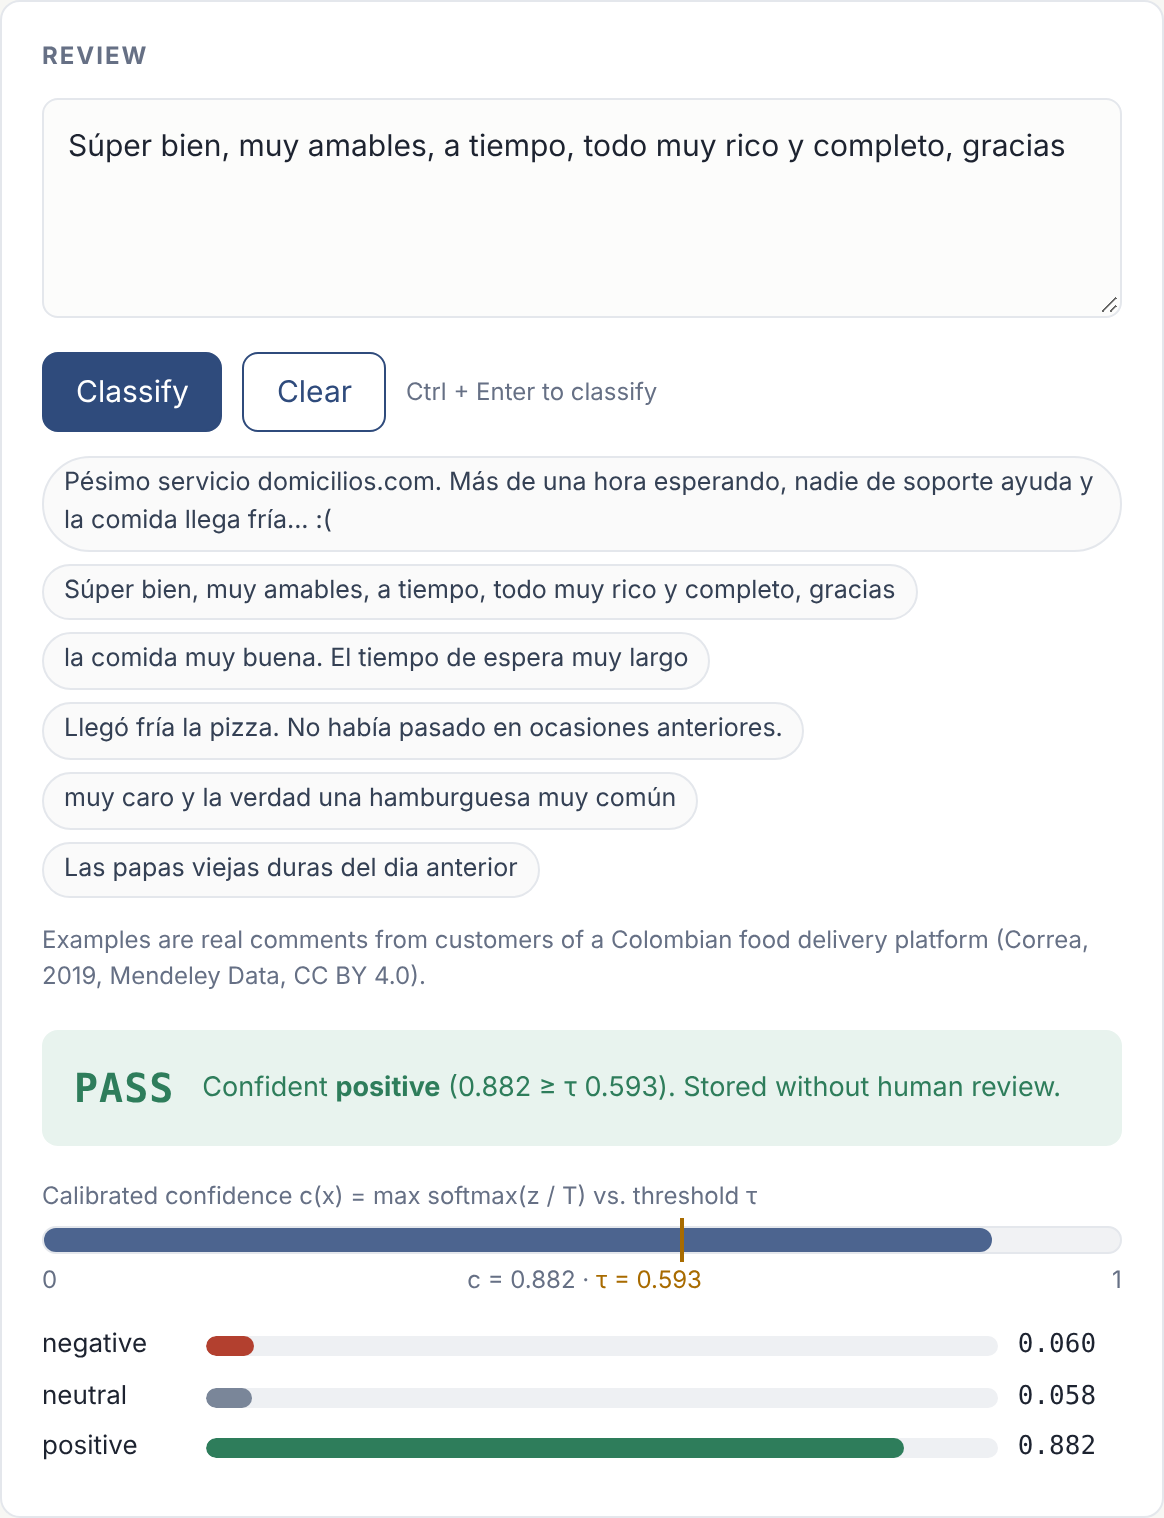 REVIEW
Súper bien, muy amables, a tiempo, todo muy rico y completo, gracias
Classify
Clear
Ctrl + Enter to classify
Pésimo servicio domicilios.com. Más de una hora esperando, nadie de soporte ayuda y
la comida llega fría... :(
Súper bien, muy amables, a tiempo, todo muy rico y completo, gracias
la comida muy buena. El tiempo de espera muy largo
Llegó fría la pizza. No había pasado en ocasiones anteriores.
muy caro y la verdad una hamburguesa muy común
Las papas viejas duras del dia anterior
Examples are real comments from customers of a Colombian food delivery platform (Correa,
2019, Mendeley Data, CC BY 4.0).
PASS Confident positive (0.882 ≥ τ 0.593). Stored without human review.
Calibrated confidence c(x) = max softmax(z / T) vs. threshold τ
0 c = 0.882 · τ = 0.593 1
negative 0.060
neutral 0.058
positive 0.882